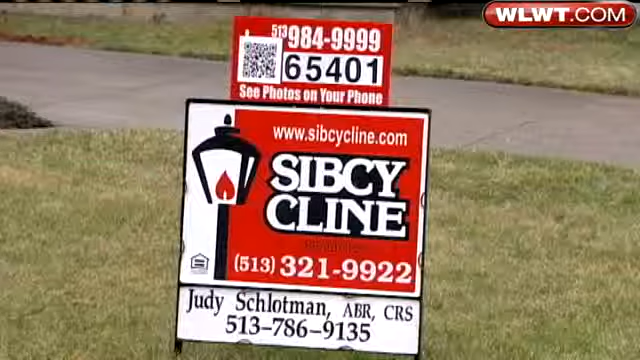 WLWT.COM
513 984-9999
65401
See Photos on Your Phone
www.sibcycline.com
SIBCY
CLINE
(513) 321-9922
Judy Schlotman, ABR, CRS
513-786-9135